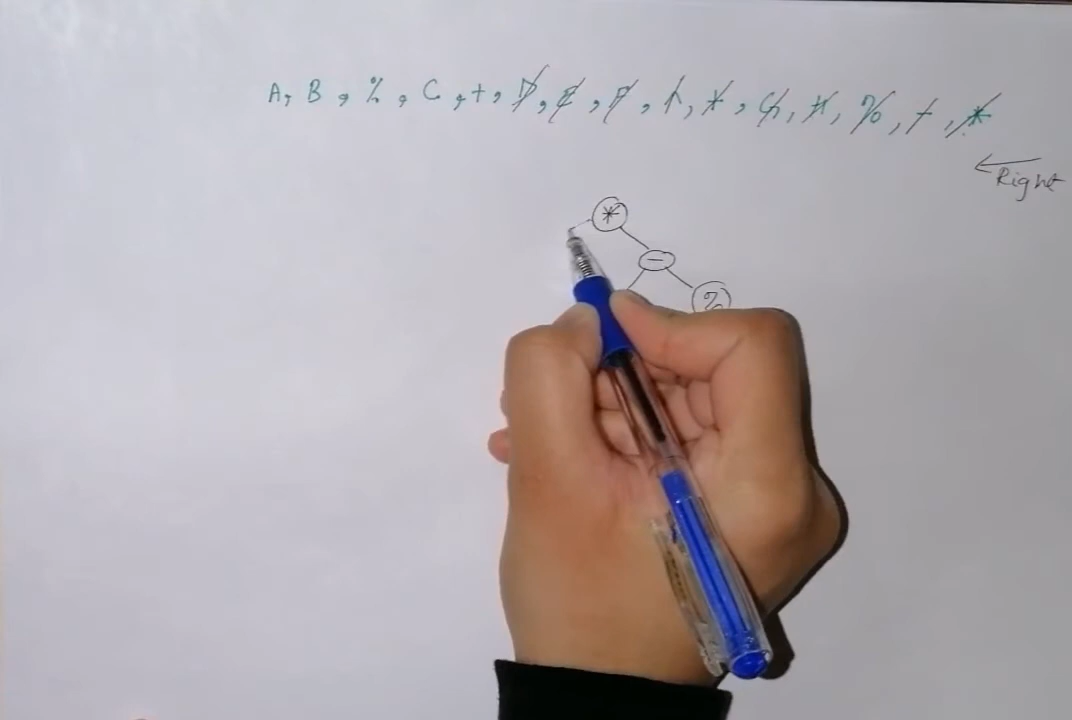 A, B, %, C, +, D, E, F, *, %, *
← Right
*
−
%